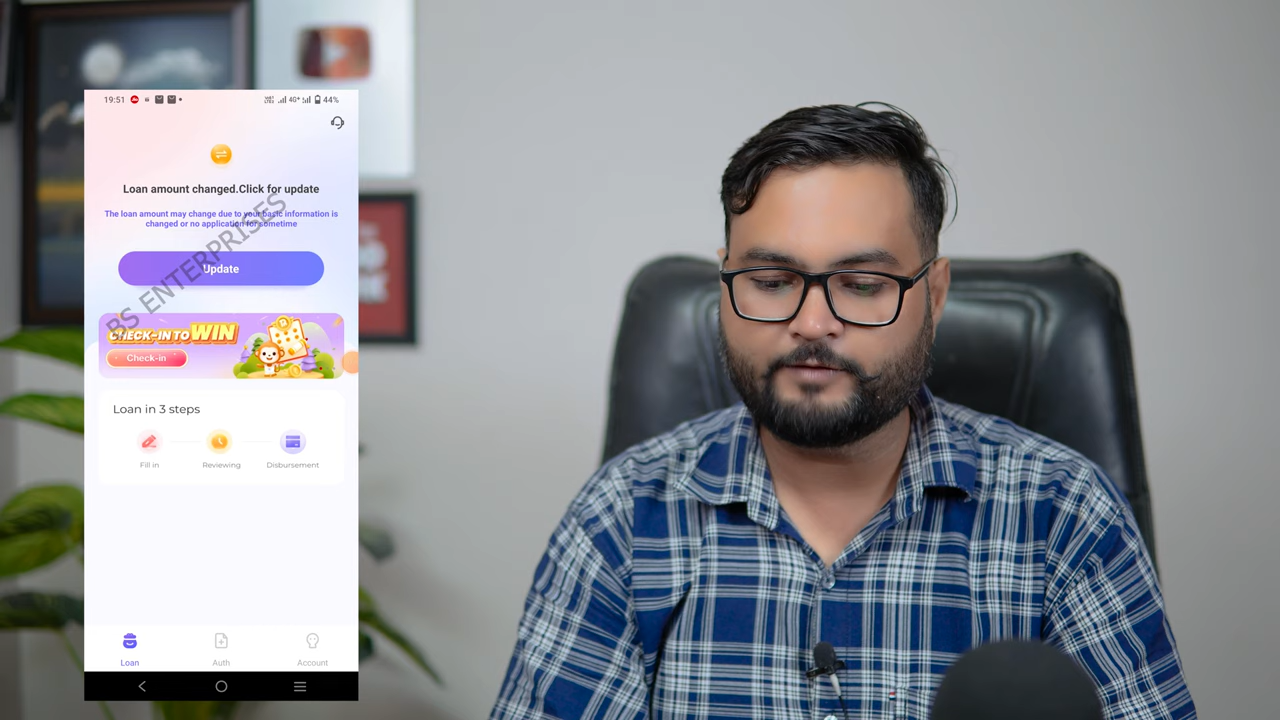 19:51
4G+
44%
Loan amount changed.Click for update
The loan amount may change due to your basic information is
changed or no application for sometime
Update
BS ENTERPRISES
CHECK-IN TO WIN
Check-in
Loan in 3 steps
Fill in
Reviewing
Disbursement
Loan
Auth
Account